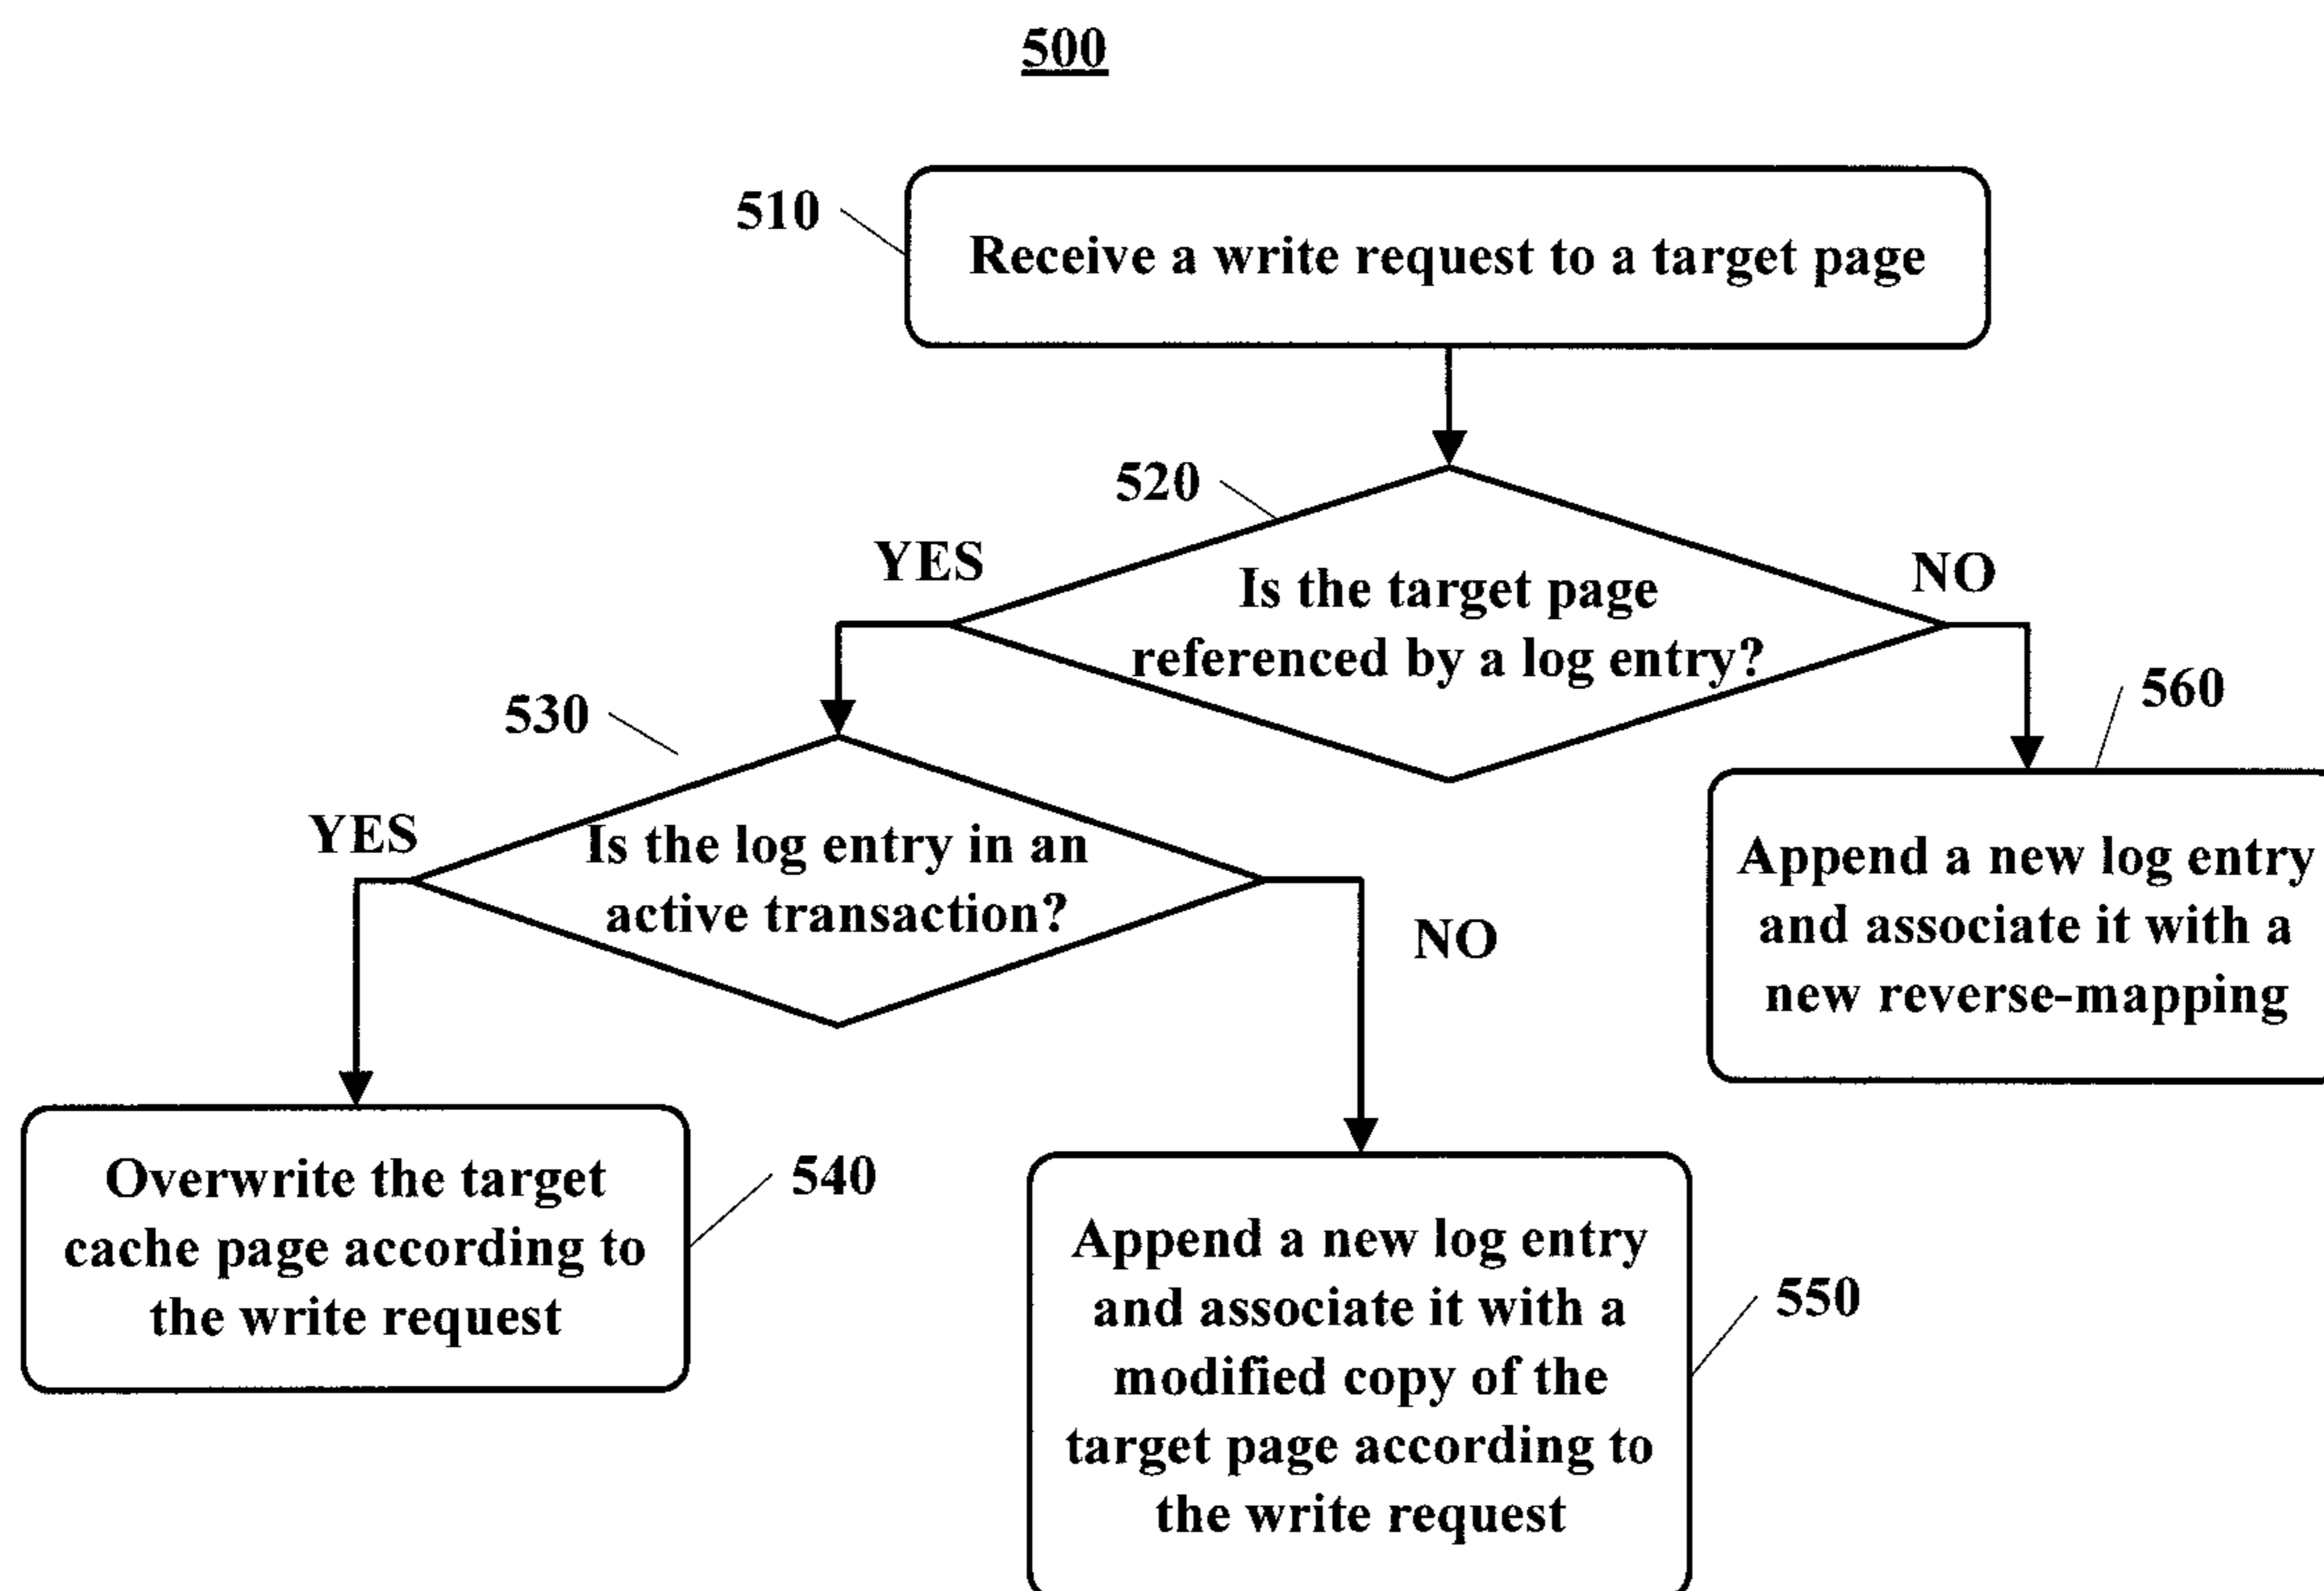 500
510
Receive a write request to a target page
520
YES
Is the target page
referenced by a log entry?
NO
530
560
YES
Is the log entry in an
active transaction?
NO
Append a new log entry
and associate it with a
new reverse-mapping
Overwrite the target
cache page according to
the write request
540
Append a new log entry
and associate it with a
modified copy of the
target page according to
the write request
550